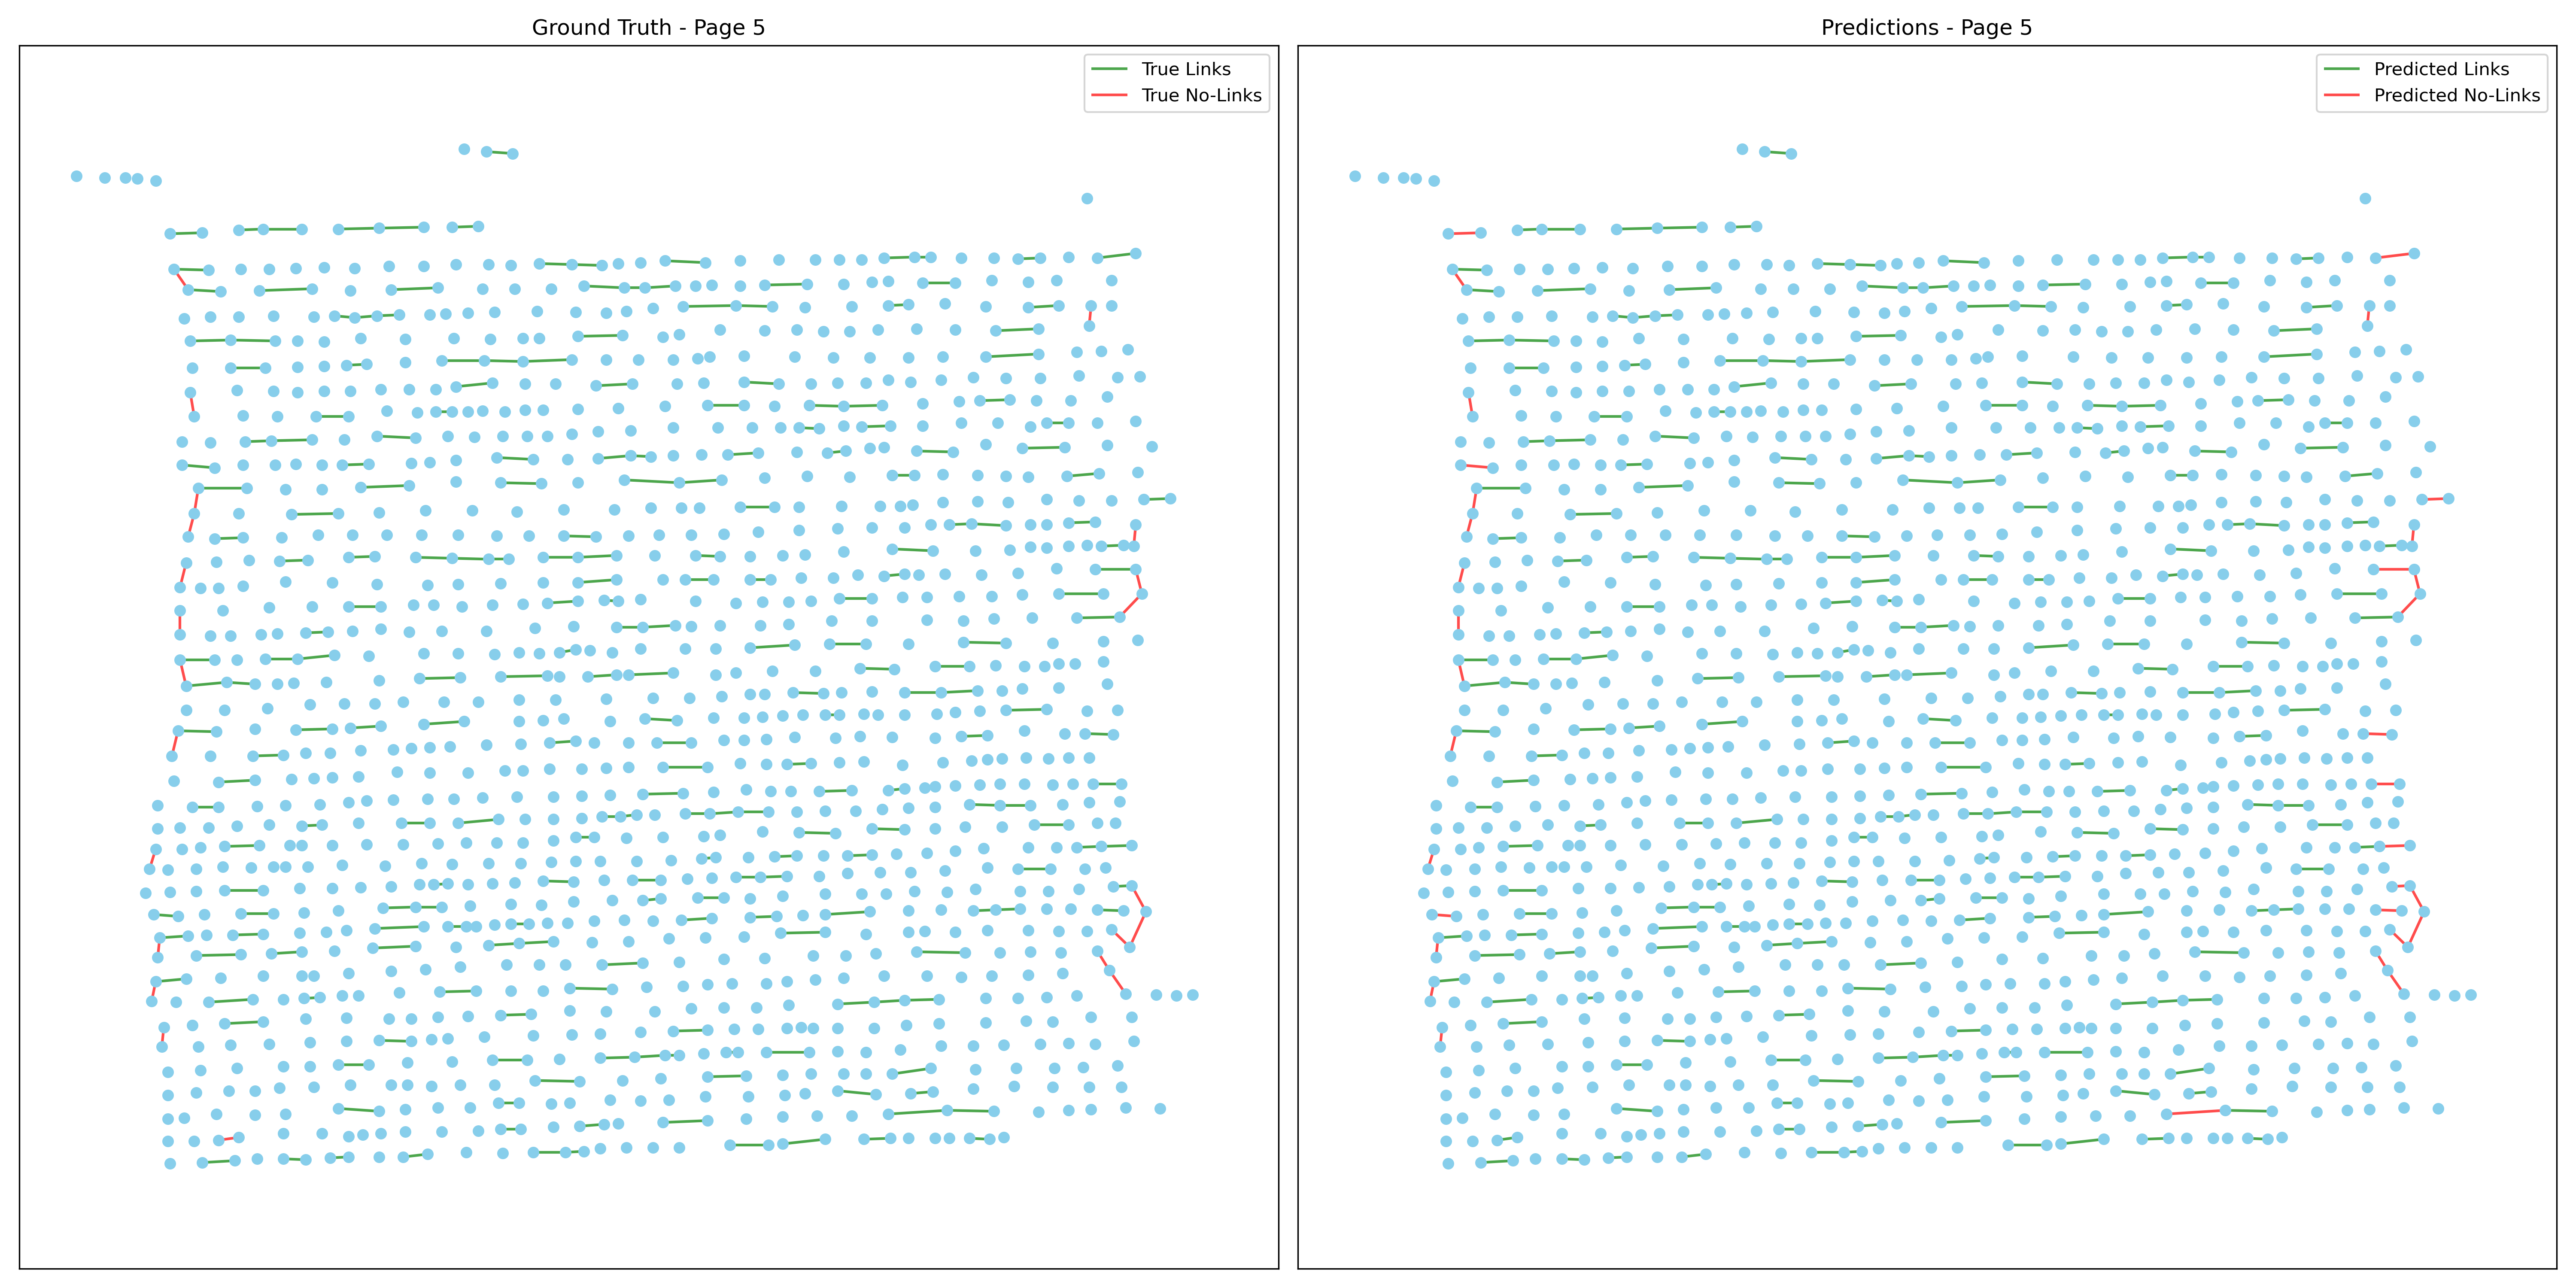 Ground Truth - Page 5
True Links
True No-Links
Predictions - Page 5
Predicted Links
Predicted No-Links